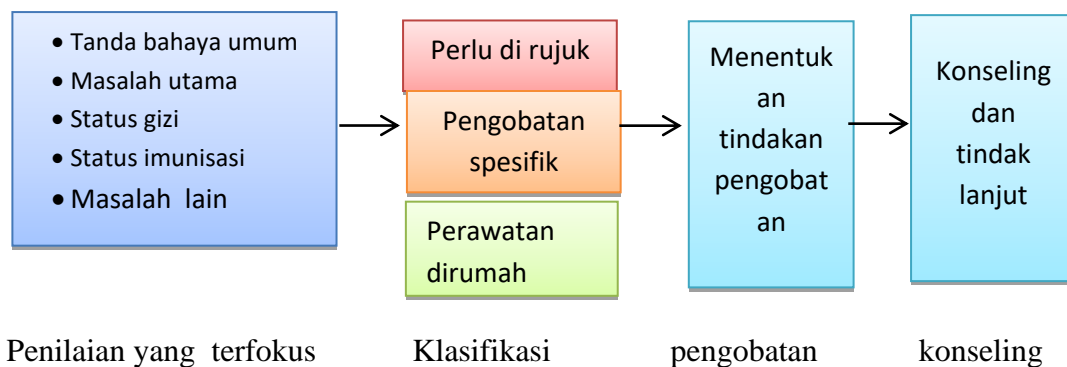 • Tanda bahaya umum
• Masalah utama
• Status gizi
• Status imunisasi
• Masalah lain
Perlu di rujuk
Pengobatan
spesifik
Perawatan
dirumah
Menentuk
an
tindakan
pengobat
an
Konseling
dan
tindak
lanjut
Penilaian yang terfokus
Klasifikasi
pengobatan
konseling